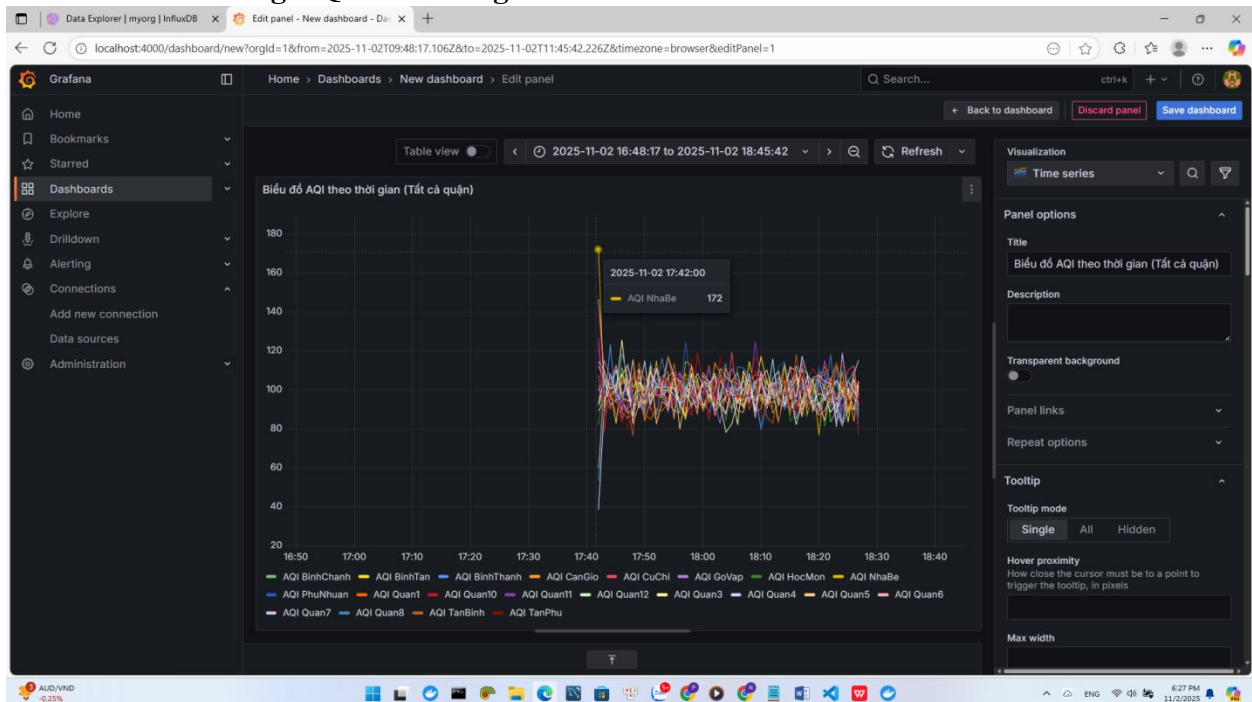 Data Explorer | myorg | InfluxDB
Edit panel - New dashboard - Da
localhost:4000/dashboard/new?orgId=1&from=2025-11-02T09:48:17.106Z&to=2025-11-02T11:45:42.226Z&timezone=browser&editPanel=1
Grafana
Home > Dashboards > New dashboard > Edit panel
Search...
ctrl+k
Back to dashboard
Discard panel
Save dashboard
Home
Bookmarks
Starred
Dashboards
Explore
Drilldown
Alerting
Connections
Add new connection
Data sources
Administration
Table view
2025-11-02 16:48:17 to 2025-11-02 18:45:42
Refresh
Biểu đồ AQI theo thời gian (Tất cả quận)
180
160
140
120
100
80
60
40
20
2025-11-02 17:42:00
AQI NhaBe 172
16:50 17:00 17:10 17:20 17:30 17:40 17:50 18:00 18:10 18:20 18:30 18:40
AQI BinhChanh AQI BinhTan AQI BinhThanh AQI CanGio AQI CuChi AQI GoVap AQI HocMon AQI NhaBe
AQI PhuNhuan AQI Quan1 AQI Quan10 AQI Quan11 AQI Quan12 AQI Quan3 AQI Quan4 AQI Quan5 AQI Quan6
AQI Quan7 AQI Quan8 AQI TanBinh AQI TanPhu
Visualization
Time series
Panel options
Title
Biểu đồ AQI theo thời gian (Tất cả quận)
Description
Transparent background
Panel links
Repeat options
Tooltip
Tooltip mode
Single All Hidden
Hover proximity
How close the cursor must be to a point to
trigger the tooltip, in pixels
Max width
AUD/VND
-0.25%
ENG
6:27 PM
11/2/2025